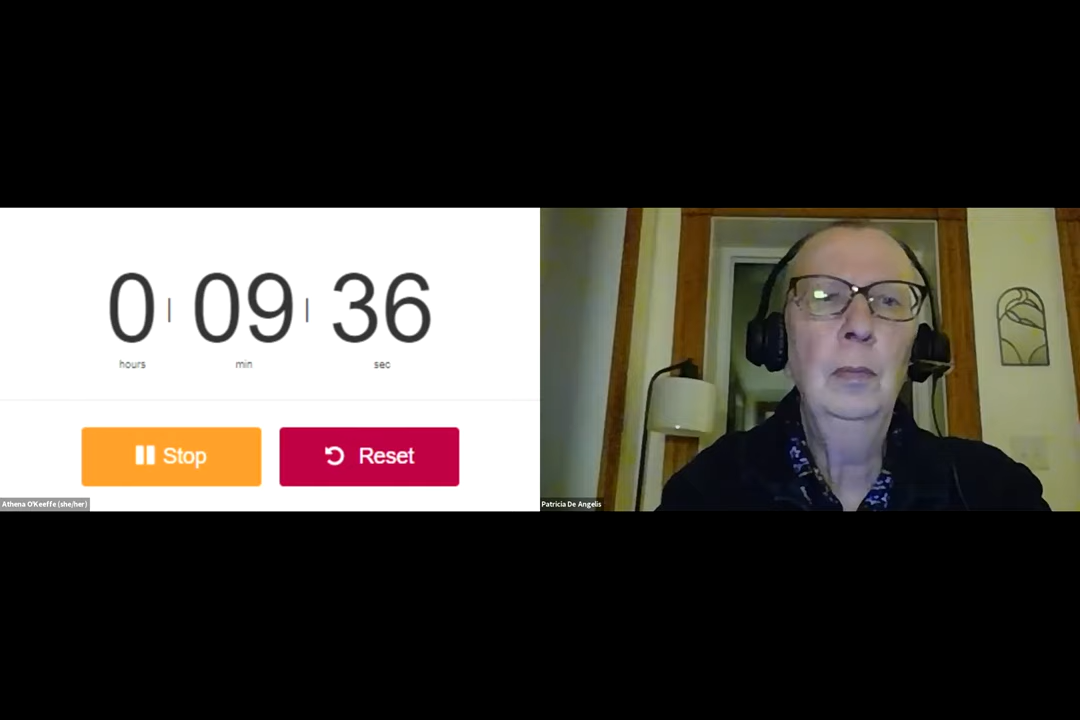 0 09 36
hours min sec
Stop Reset
Athena O'Keeffe (she/her)
Patricia De Angelis